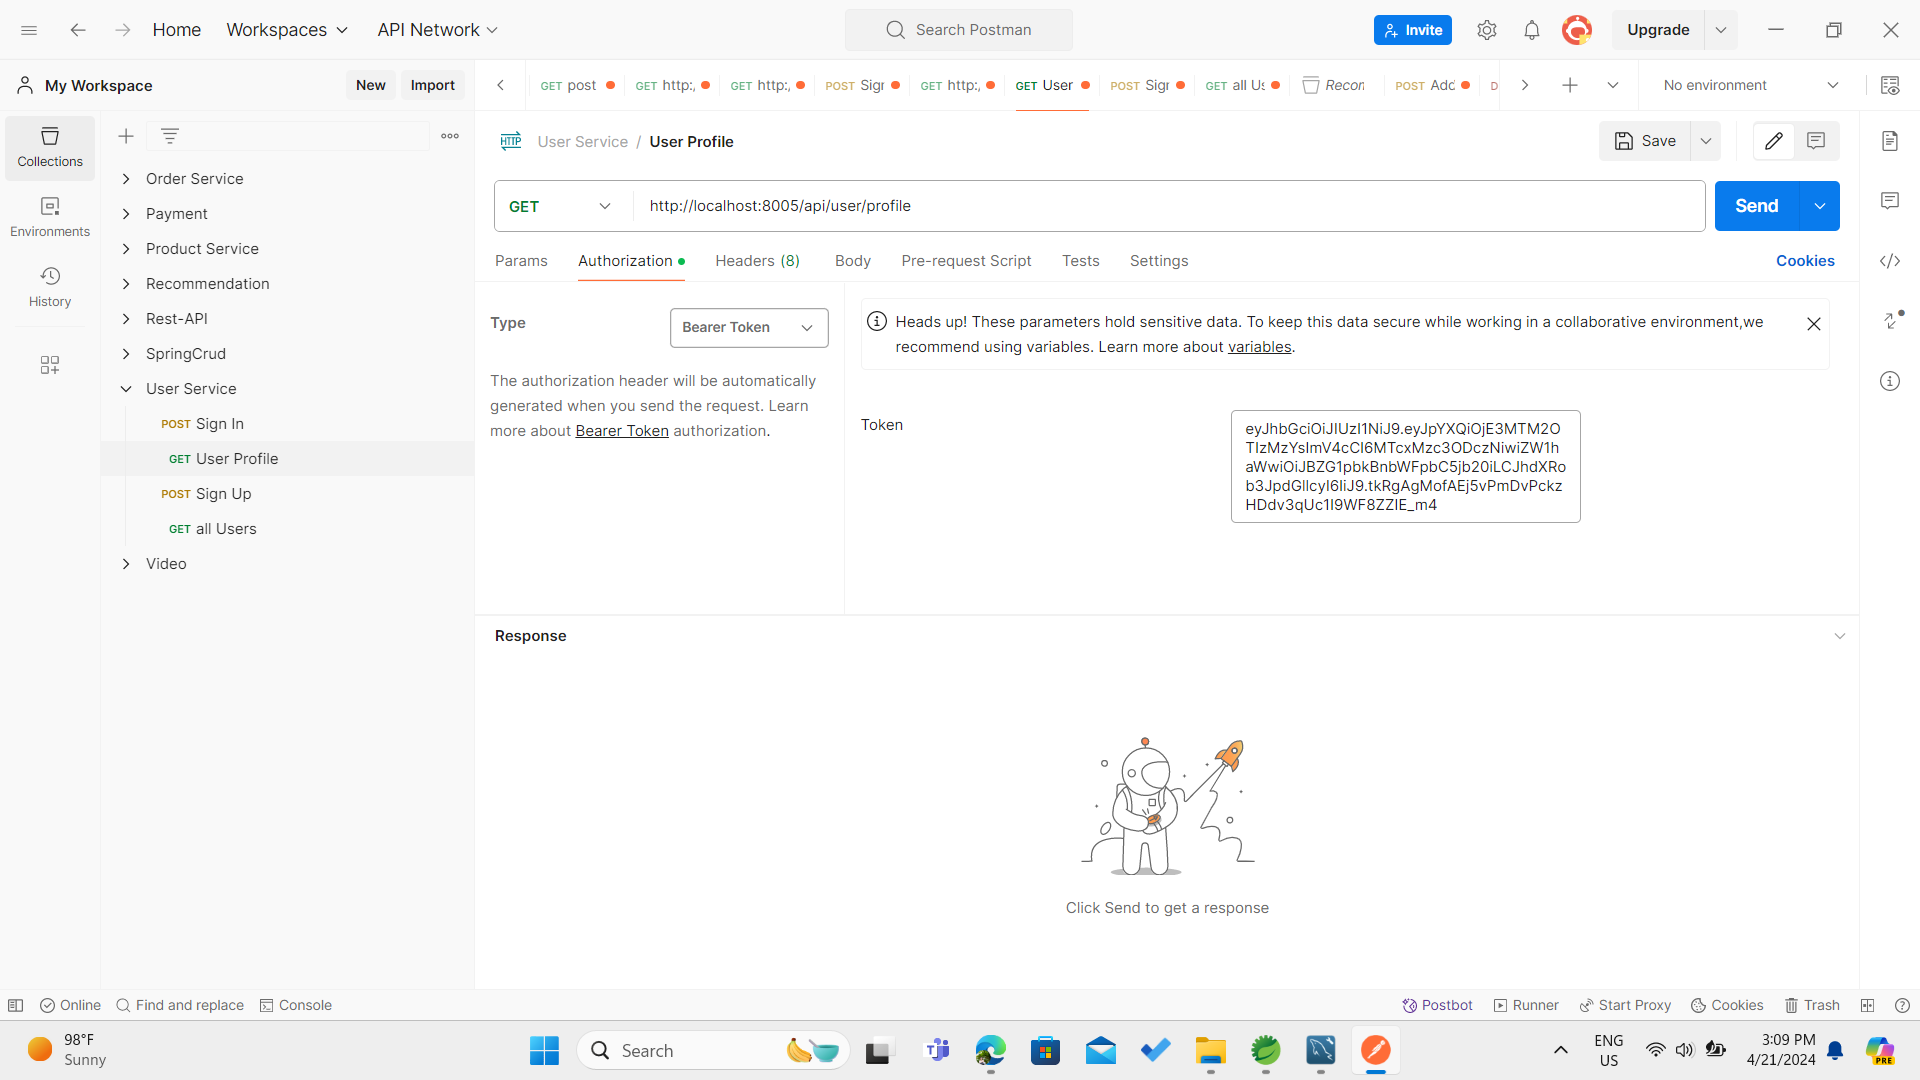 Home
Workspaces
API Network
Search Postman
Invite
Upgrade
My Workspace
New
Import
GET post
GET http:/
GET http:/
POST Sigr
GET http:/
GET User
POST Sigr
GET all Us
Recor
POST Adc
D
No environment
Collections
Environments
History
Order Service
Payment
Product Service
Recommendation
Rest-API
SpringCrud
User Service
POST Sign In
GET User Profile
POST Sign Up
GET all Users
Video
HTTP
User Service / User Profile
Save
GET
http://localhost:8005/api/user/profile
Send
Params
Authorization
Headers (8)
Body
Pre-request Script
Tests
Settings
Cookies
Type
Bearer Token
The authorization header will be automatically
generated when you send the request. Learn
more about Bearer Token authorization.
Heads up! These parameters hold sensitive data. To keep this data secure while working in a collaborative environment,we
recommend using variables. Learn more about variables.
Token
eyJhbGciOiJIUzI1NiJ9.eyJpYXQiOjE3MTM2O
TIzMzYsImV4cCI6MTcxMzc3ODczNiwiZW1h
aWwiOiJBZG1pbkBnbWFpbC5jb20iLCJhdXRo
b3JpdGllcyI6IiJ9.tkRgAgMofAEj5vPmDvPckz
HDdv3qUc1I9WF8ZZIE_m4
Response
Click Send to get a response
Online
Find and replace
Console
Postbot
Runner
Start Proxy
Cookies
Trash
98°F
Sunny
Search
ENG
US
3:09 PM
4/21/2024
PRE